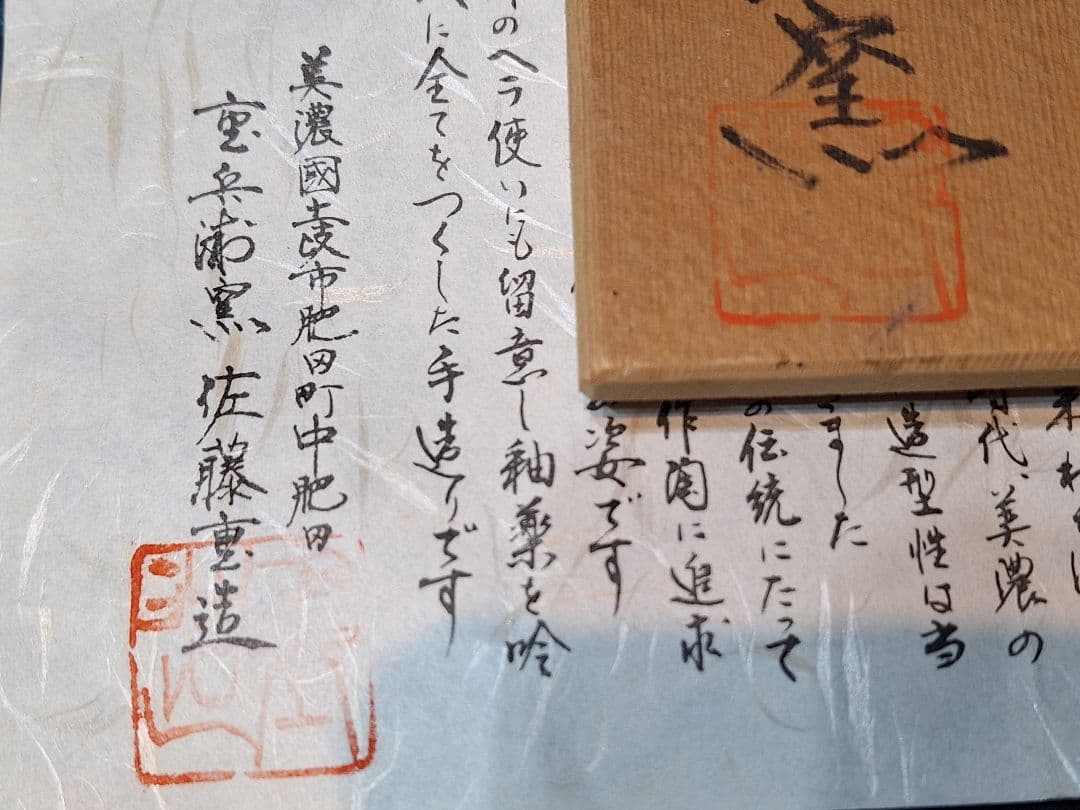 窯
時代、美濃の
造型性は当
ました
の伝統にたって
作陶に追求
姿です
のヘラ使いにも留意し釉薬を吟
に全てをつくした手造りです
美濃國土岐市肥田町中肥田
重兵衛窯 佐藤重造